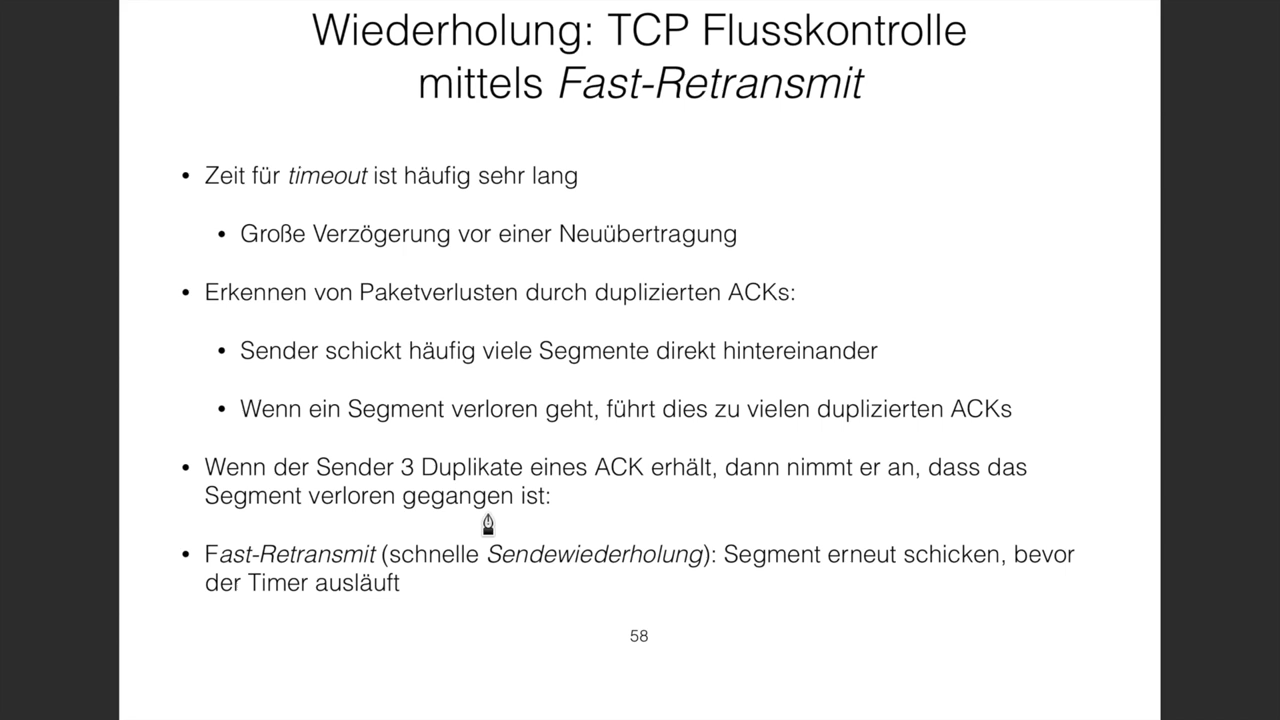 Wiederholung: TCP Flusskontrolle
mittels Fast-Retransmit
• Zeit für timeout ist häufig sehr lang
• Große Verzögerung vor einer Neuübertragung
• Erkennen von Paketverlusten durch duplizierten ACKs:
• Sender schickt häufig viele Segmente direkt hintereinander
• Wenn ein Segment verloren geht, führt dies zu vielen duplizierten ACKs
• Wenn der Sender 3 Duplikate eines ACK erhält, dann nimmt er an, dass das
Segment verloren gegangen ist:
• Fast-Retransmit (schnelle Sendewiederholung): Segment erneut schicken, bevor
der Timer ausläuft
58